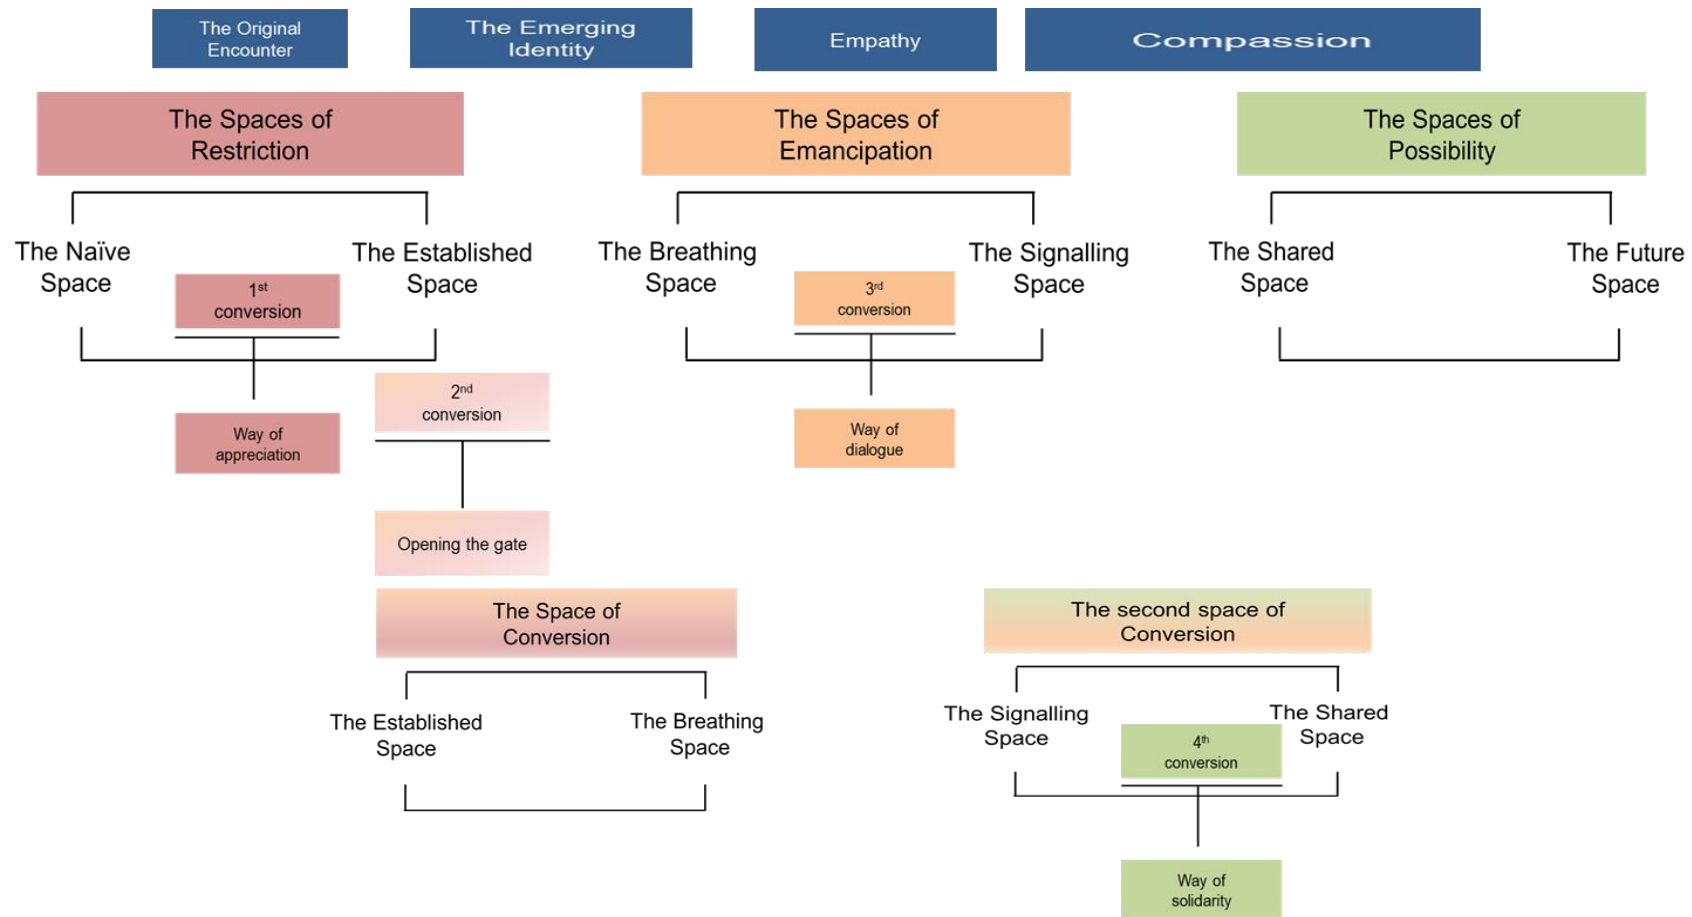 The Original
Encounter
The Emerging
Identity
Empathy
Compassion
The Spaces of
Restriction
The Spaces of
Emancipation
The Spaces of
Possibility
The Naïve
Space
The Established
Space
The Breathing
Space
The Signalling
Space
The Shared
Space
The Future
Space
1st
conversion
3rd
conversion
2nd
conversion
Way of
appreciation
Way of
dialogue
Opening the gate
The Space of
Conversion
The second space of
Conversion
The Established
Space
The Breathing
Space
The Signalling
Space
The Shared
Space
4th
conversion
Way of
solidarity